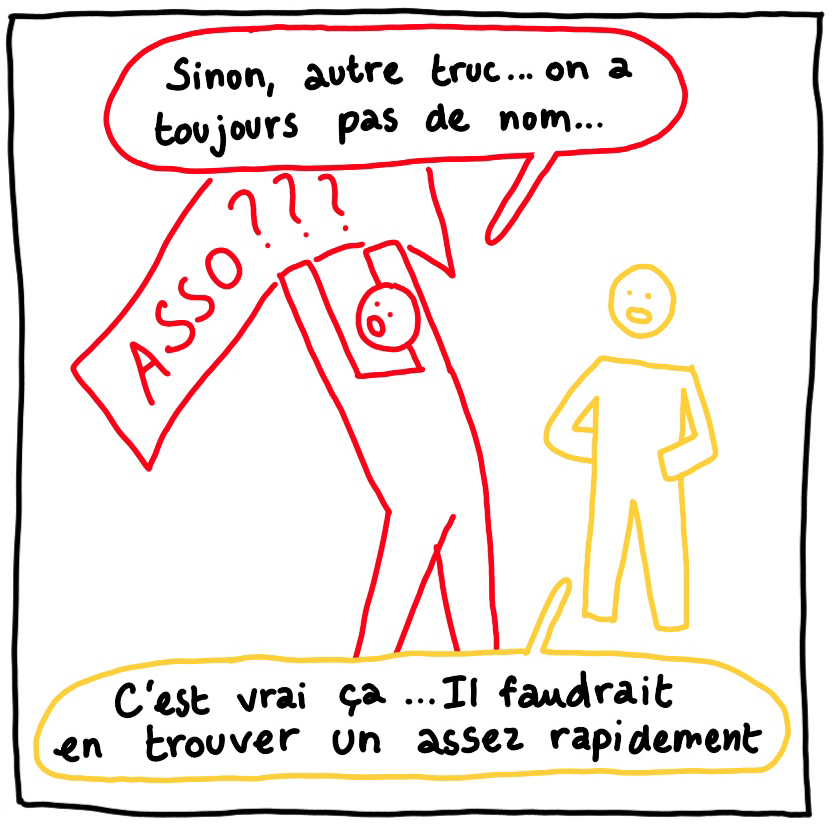 Sinon, autre truc... on a
toujours pas de nom...
ASSO ???
C'est vrai ça ...Il faudrait
en trouver un assez rapidement